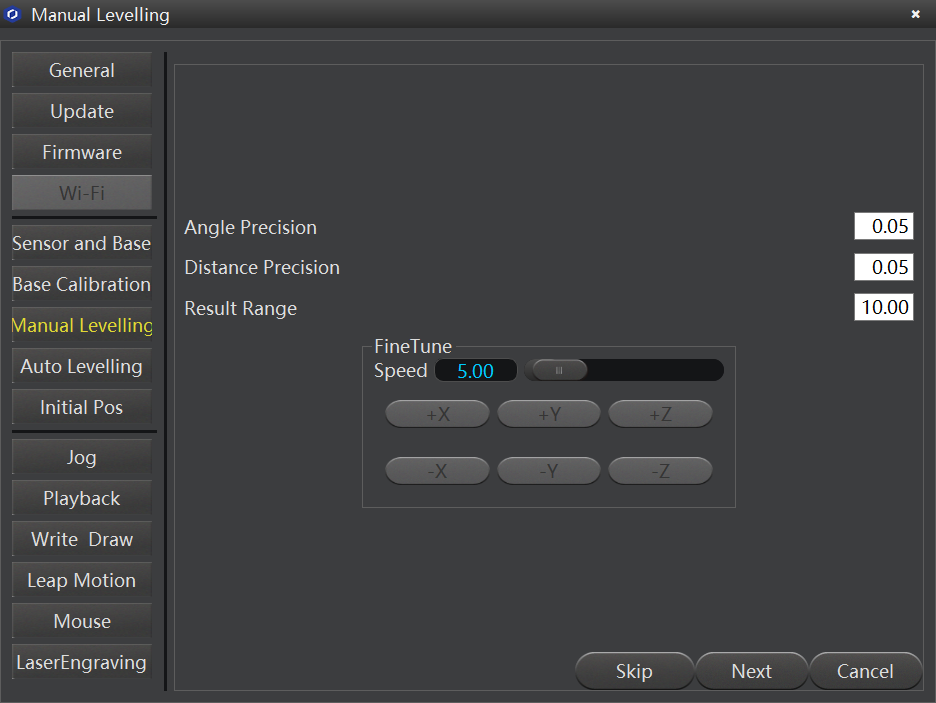 Manual Levelling
General
Update
Firmware
Wi-Fi
Sensor and Base
Base Calibration
Manual Levelling
Auto Levelling
Initial Pos
Jog
Playback
Write  Draw
Leap Motion
Mouse
LaserEngraving
Angle Precision 0.05
Distance Precision 0.05
Result Range 10.00
FineTune
Speed 5.00
+X +Y +Z
-X -Y -Z
Skip Next Cancel